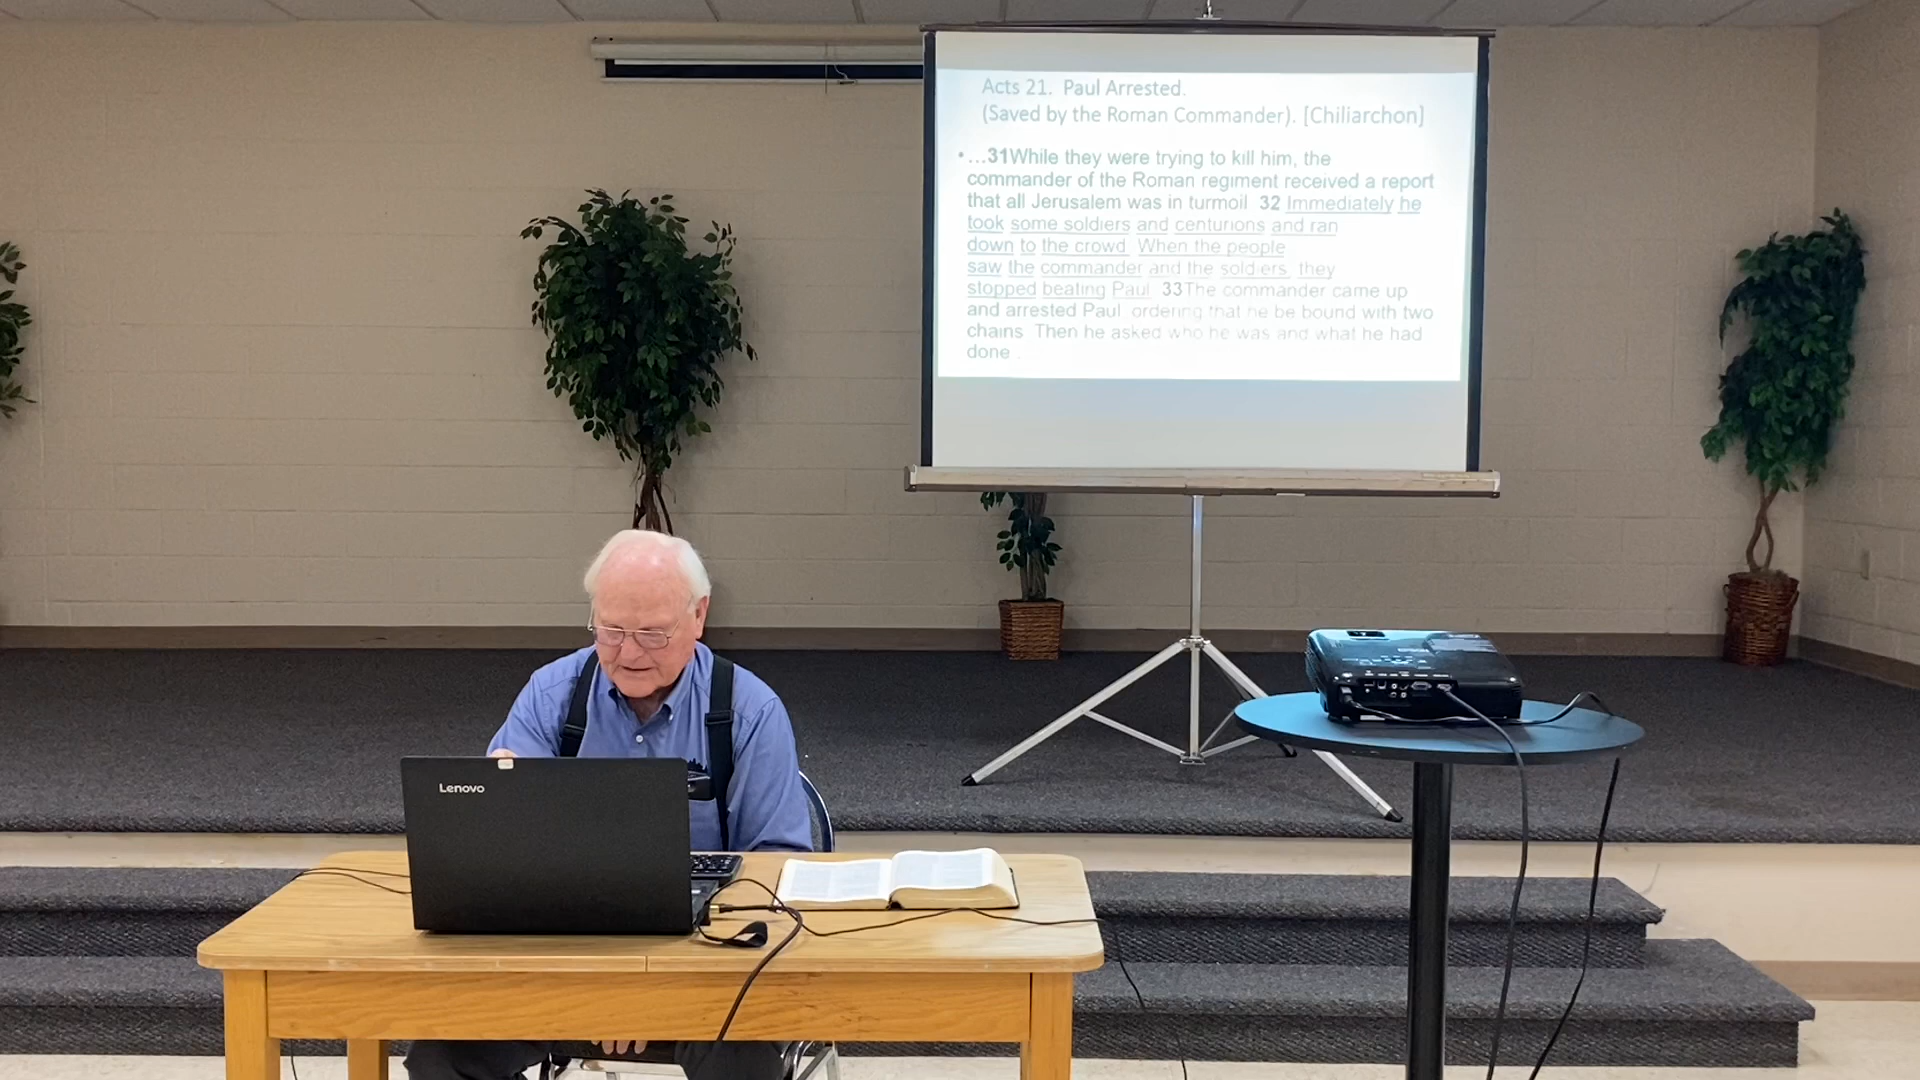 Acts 21. Paul Arrested.
(Saved by the Roman Commander). [Chiliarchon]
•…31While they were trying to kill him, the
commander of the Roman regiment received a report
that all Jerusalem was in turmoil. 32 Immediately he
took some soldiers and centurions and ran
down to the crowd. When the people
saw the commander and the soldiers, they
stopped beating Paul. 33The commander came up
and arrested Paul, ordering that he be bound with two
chains. Then he asked who he was and what he had
done…
Lenovo